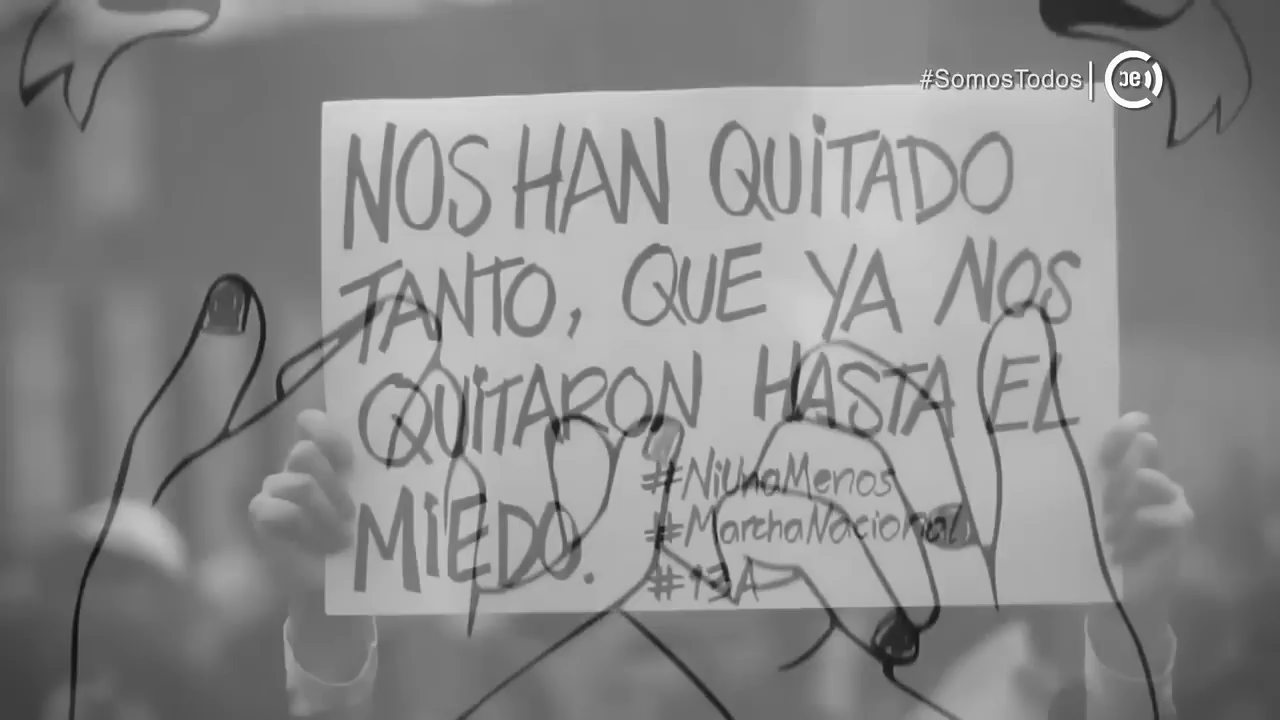 #SomosTodos
NOS HAN QUiTADO
TANTO, QUE YA NOS
QUiTARON HASTA EL
MiEDO.
#NiUnaMenos
#MarchaNacional
#13A